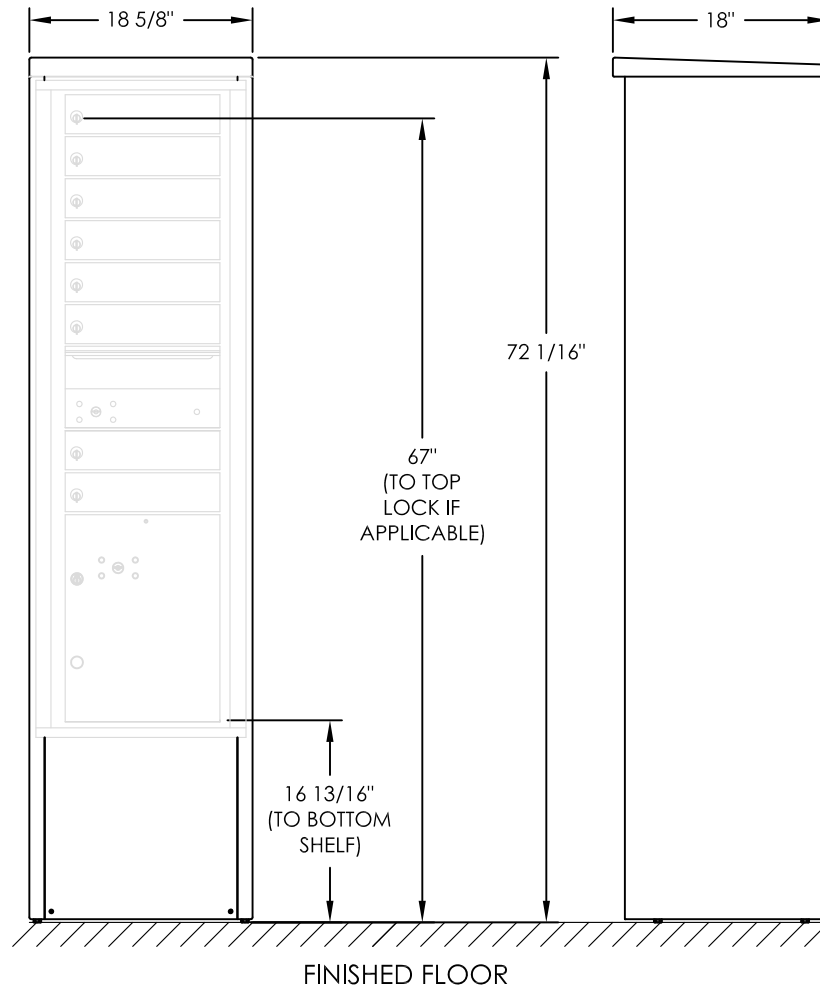 18 5/8"
18"
72 1/16"
67"
(TO TOP
LOCK IF
APPLICABLE)
16 13/16"
(TO BOTTOM
SHELF)
FINISHED FLOOR